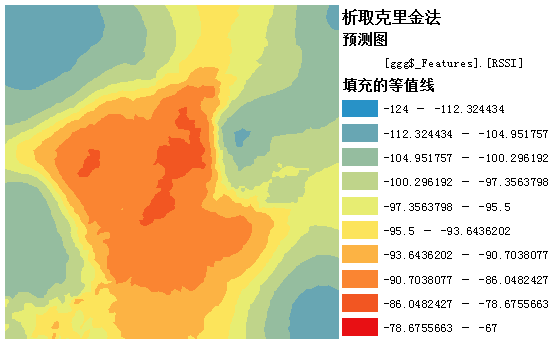 析取克里金法
预测图
[ggg$_Features].[RSSI]
填充的等值线
-124 – -112.324434
-112.324434 – -104.951757
-104.951757 – -100.296192
-100.296192 – -97.3563798
-97.3563798 – -95.5
-95.5 – -93.6436202
-93.6436202 – -90.7038077
-90.7038077 – -86.0482427
-86.0482427 – -78.6755663
-78.6755663 – -67